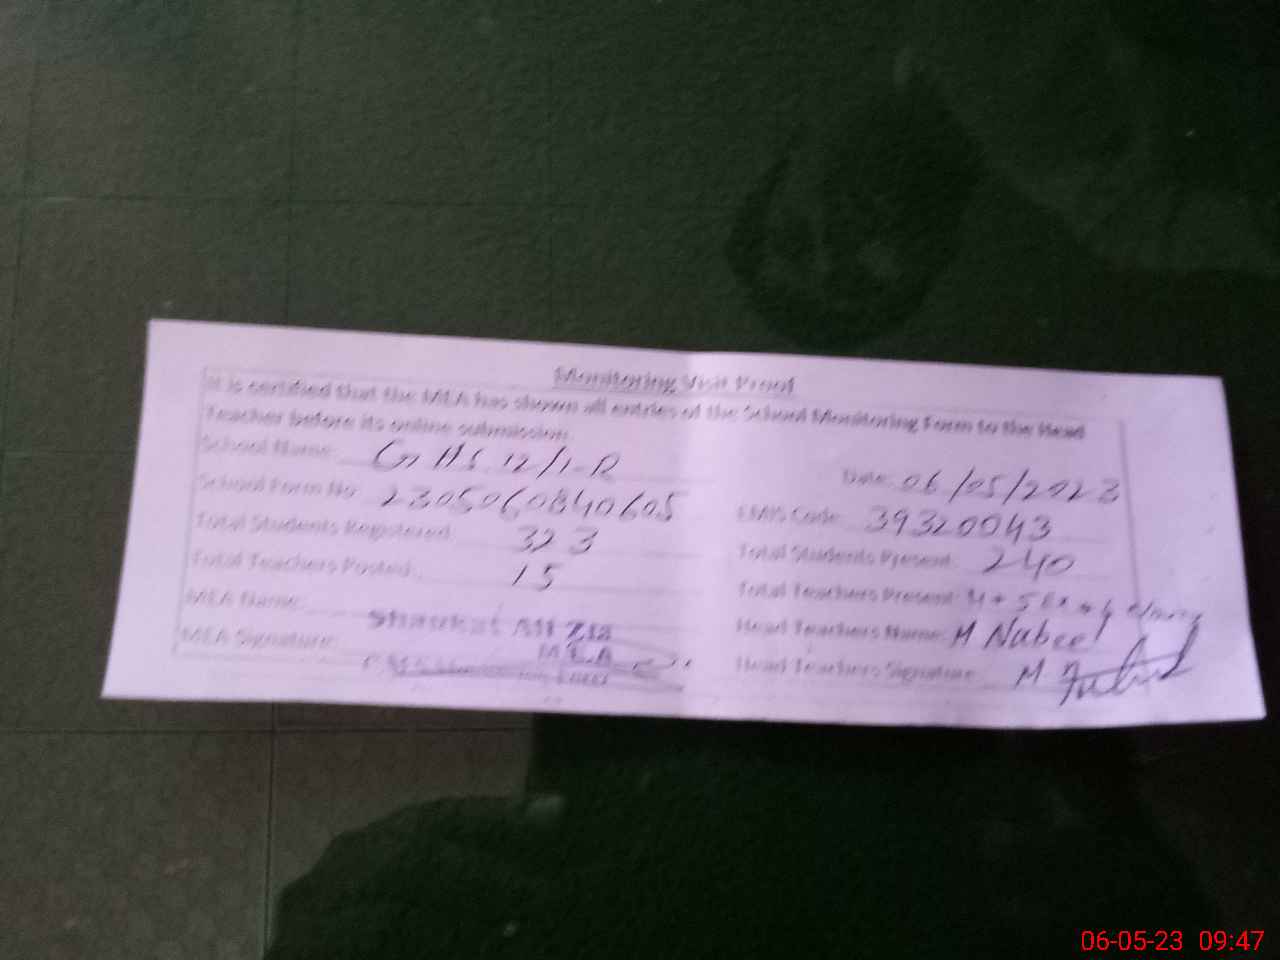 Monitoring Visit Proof
It is certified that the MEA has shown all entries of the School Monitoring Form to the Head
Teacher before its online submission.
School Name: GHS 12/1-R Date: 06/05/2023
School Form No 2305060840605 EMIS Code: 39320043
Total Students Registered: 323 Total Students Present: 240
Total Teachers Posted: 15 Total Teachers Present: 4 + 5 Ex +
MEA Name: Shaukat Ali Zia Head Teachers Name: M Nabeel
MEA Signature: MEA Head Teachers Signature: M
06-05-23 09:47